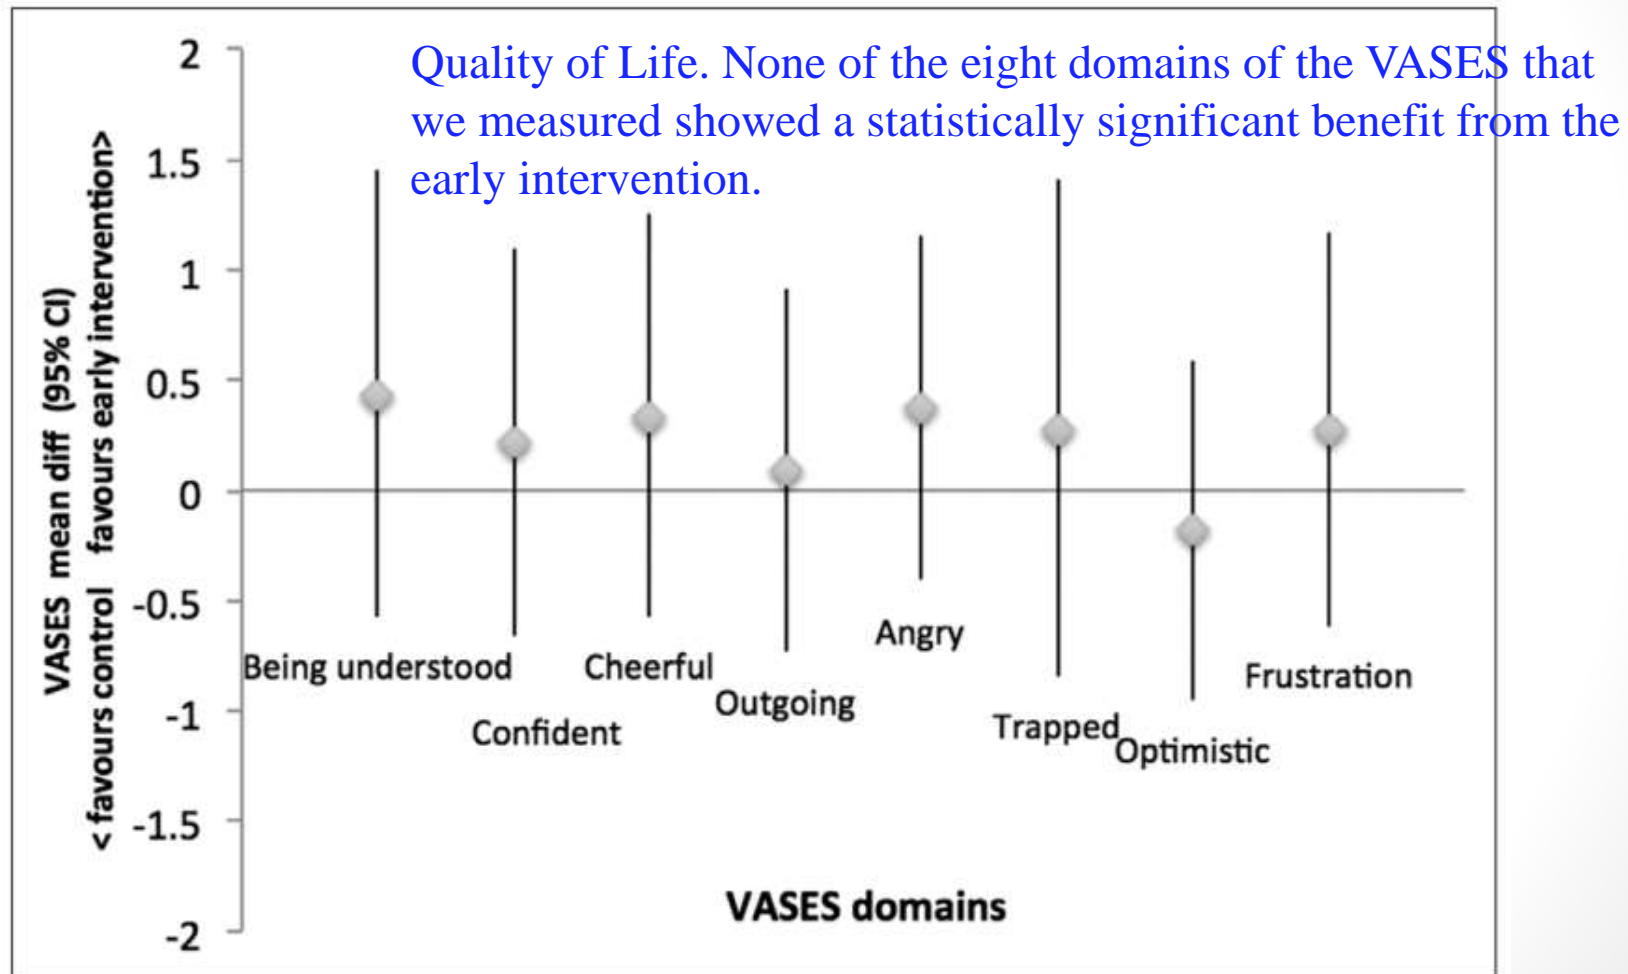 Quality of Life. None of the eight domains of the VASES that
we measured showed a statistically significant benefit from the
early intervention.
VASES mean diff (95% CI)
< favours control favours early intervention>
2
1.5
1
0.5
0
-0.5
-1
-1.5
-2
Being understood
Confident
Cheerful
Outgoing
Angry
Trapped
Optimistic
Frustration
VASES domains